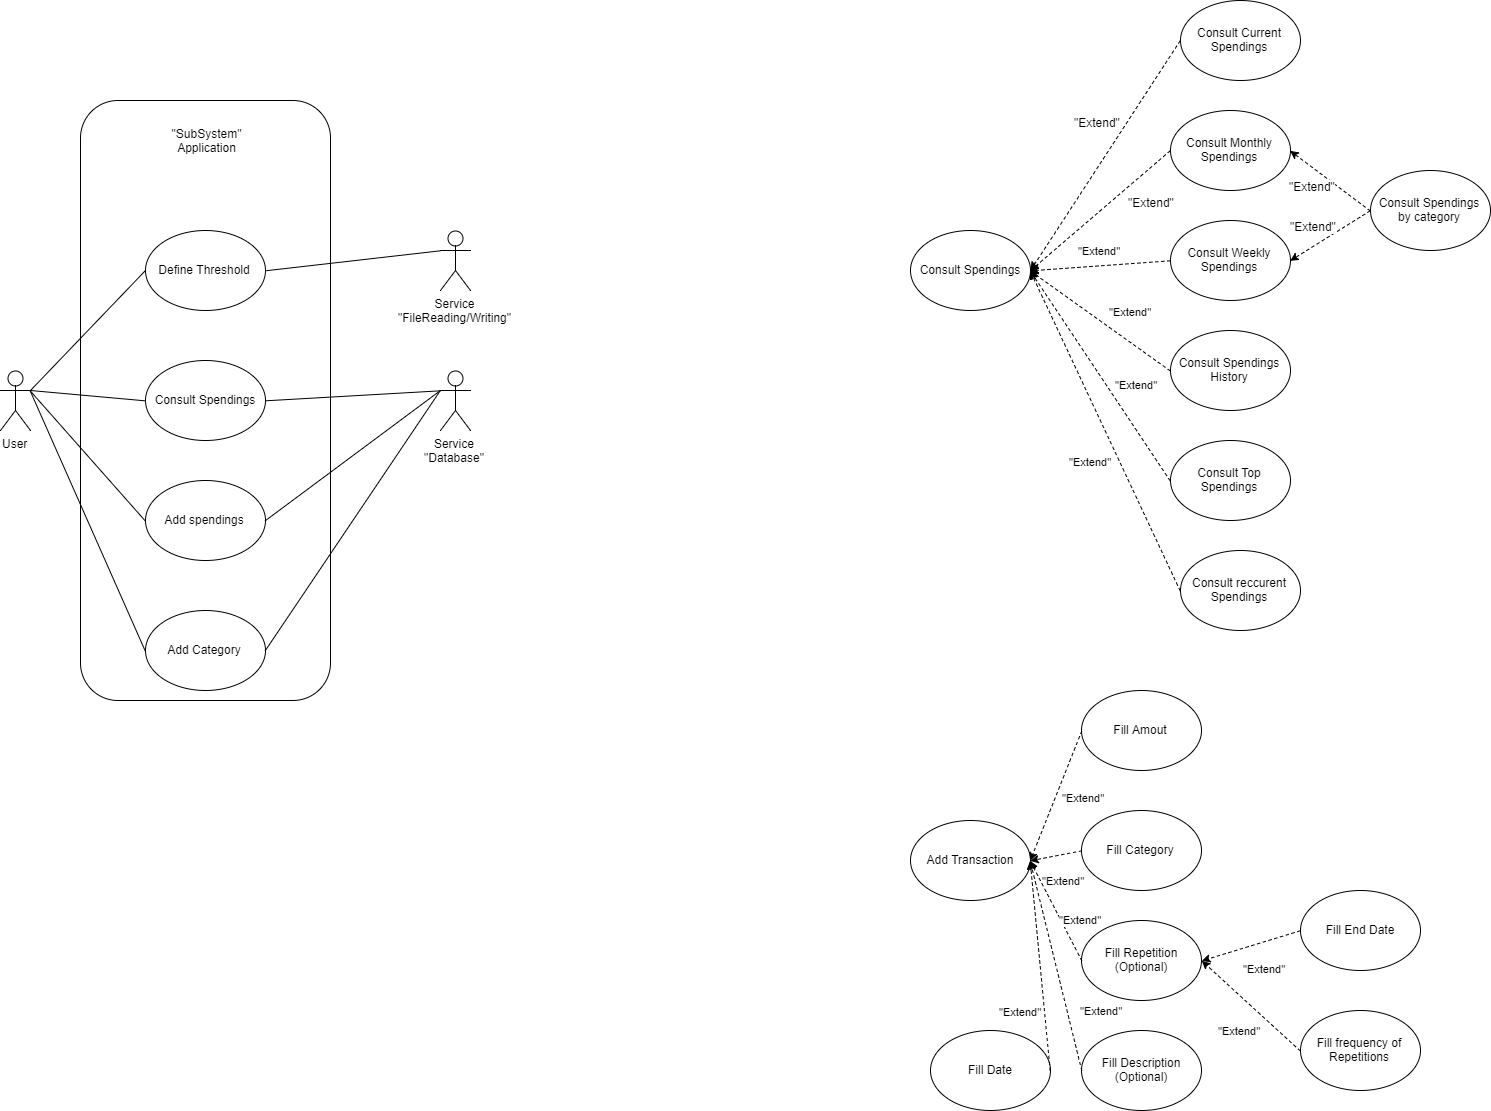 "SubSystem"
Application
Define Threshold
Service
"FileReading/Writing"
User
Consult Spendings
Service
"Database"
Add spendings
Add Category
Consult Current
Spendings
"Extend"
Consult Monthly
Spendings
"Extend"
"Extend"
Consult Spendings
by category
"Extend"
Consult Weekly
Spendings
"Extend"
Consult Spendings
"Extend"
Consult Spendings
History
"Extend"
Consult Top
Spendings
"Extend"
Consult reccurent
Spendings
Fill Amout
"Extend"
Add Transaction
Fill Category
"Extend"
"Extend"
Fill Repetition
(Optional)
Fill End Date
"Extend"
"Extend"
"Extend"
"Extend"
Fill Date
Fill Description
(Optional)
Fill frequency of
Repetitions